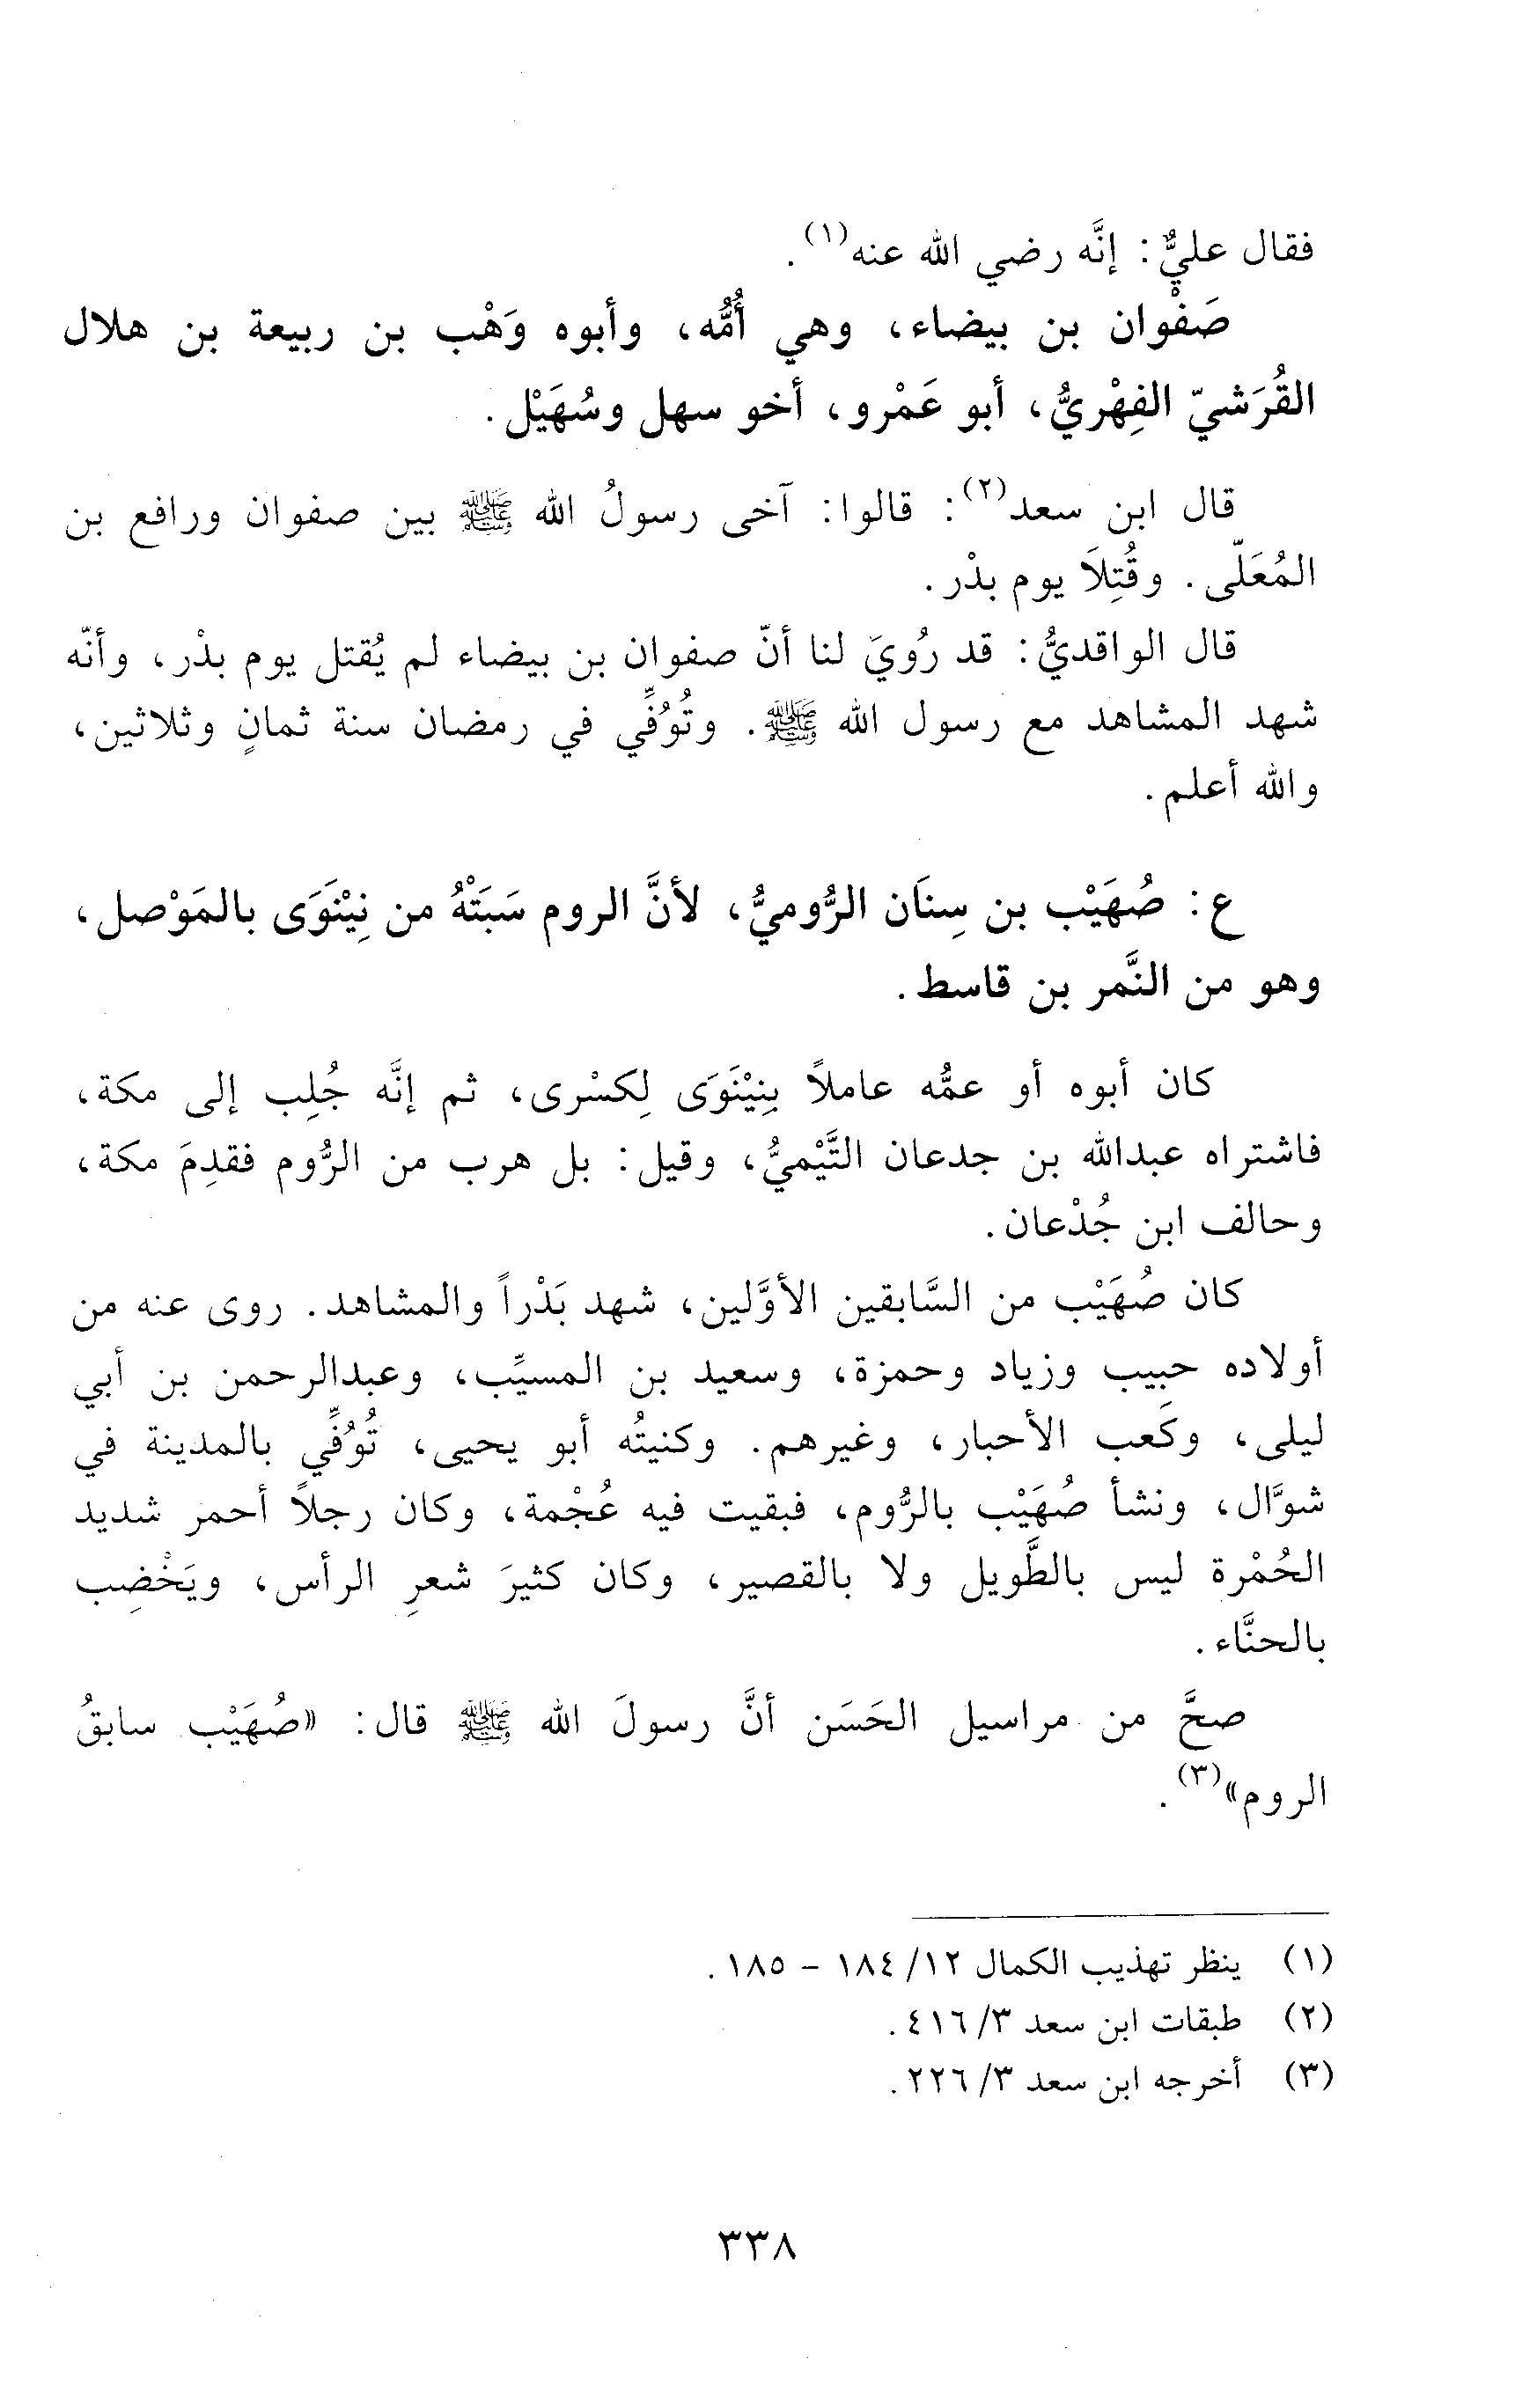 فقال عليٌّ: إنَّه رضي الله عنه(١).
صَفْوان بن بيضاء، وهي أُمُّه، وأبوه وَهْب بن ربيعة بن هلال
القُرَشيّ الفِهْريُّ، أبو عَمْرو، أخو سهل وسُهَيْل.
قال ابن سعد(٢): قالوا: آخى رسولُ الله ﷺ بين صفوان ورافع بن
المُعَلّى. وقُتِلَا يوم بدْر.
قال الواقديُّ: قد رُويَ لنا أنّ صفوان بن بيضاء لم يُقتل يوم بدْر، وأنّه
شهد المشاهد مع رسول الله ﷺ. وتُوُفِّي في رمضان سنة ثمانٍ وثلاثين،
والله أعلم.
ع: صُهَيْب بن سِنَان الرُّوميُّ، لأنَّ الروم سَبَتْهُ من نِيْنَوَى بالمَوْصل،
وهو من النَّمر بن قاسط.
كان أبوه أو عمُّه عاملاً بِنِيْنَوَى لِكسْرى، ثم إنَّه جُلِب إلى مكة،
فاشتراه عبدالله بن جدعان التَّيْميُّ، وقيل: بل هرب من الرُّوم فقدِمَ مكة،
وحالف ابن جُدْعان.
كان صُهَيْب من السَّابقين الأوَّلين، شهد بَدْراً والمشاهد. روى عنه من
أولاده حبِيب وزياد وحمزة، وسعيد بن المسيِّب، وعبدالرحمن بن أبي
ليلى، وكَعب الأحبار، وغيرهم. وكنيتُه أبو يحيى، تُوُفِّي بالمدينة في
شوَّال، ونشأ صُهَيْب بالرُّوم، فبقيت فيه عُجْمة، وكان رجلاً أحمر شديد
الحُمْرة ليس بالطَّويل ولا بالقصير، وكان كثيرَ شعرِ الرأس، ويَخْضِب
بالحنَّاء.
صحَّ من مراسيل الحَسَن أنَّ رسولَ الله ﷺ قال: «صُهَيْب سابقُ
الروم»(٣).
(١) ينظر تهذيب الكمال ١٢/ ١٨٤ - ١٨٥.
(٢) طبقات ابن سعد ٣/ ٤١٦.
(٣) أخرجه ابن سعد ٣/ ٢٢٦.
٣٣٨